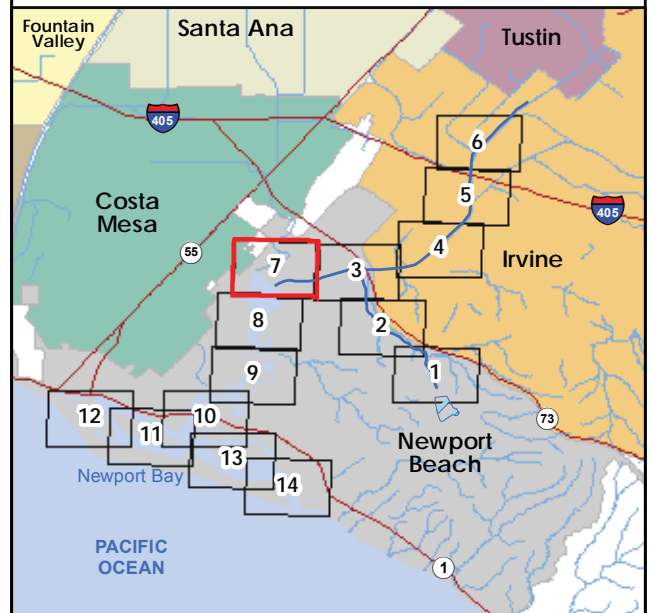 Fountain
Valley
Santa Ana
Tustin
405
6
Costa
Mesa
5
405
55
4
Irvine
7
3
8
2
9
1
12
10
11
73
13
Newport
Beach
Newport Bay
14
PACIFIC
OCEAN
1